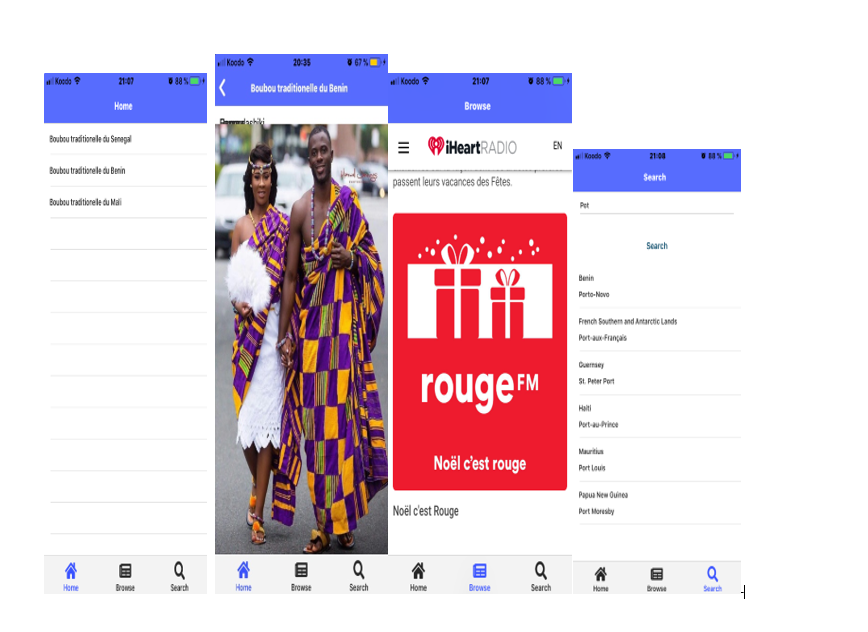 Koodo 21:07 88 %
Home
Boubou traditionelle du Senegal
Boubou traditionelle du Benin
Boubou traditionelle du Mali
Home Browse Search
Koodo 20:35 67 %
Boubou traditionelle du Benin
Home Browse Search
Koodo 21:07 88 %
Browse
iHeartRADIO EN
passent leurs vacances des Fêtes.
rouge FM
Noël c'est rouge
Noël c'est Rouge
Home Browse Search
Koodo 21:08 88 %
Search
Pot
Search
Benin
Porto-Novo
French Southern and Antarctic Lands
Port-aux-Français
Guernsey
St. Peter Port
Haiti
Port-au-Prince
Mauritius
Port Louis
Papua New Guinea
Port Moresby
Home Browse Search